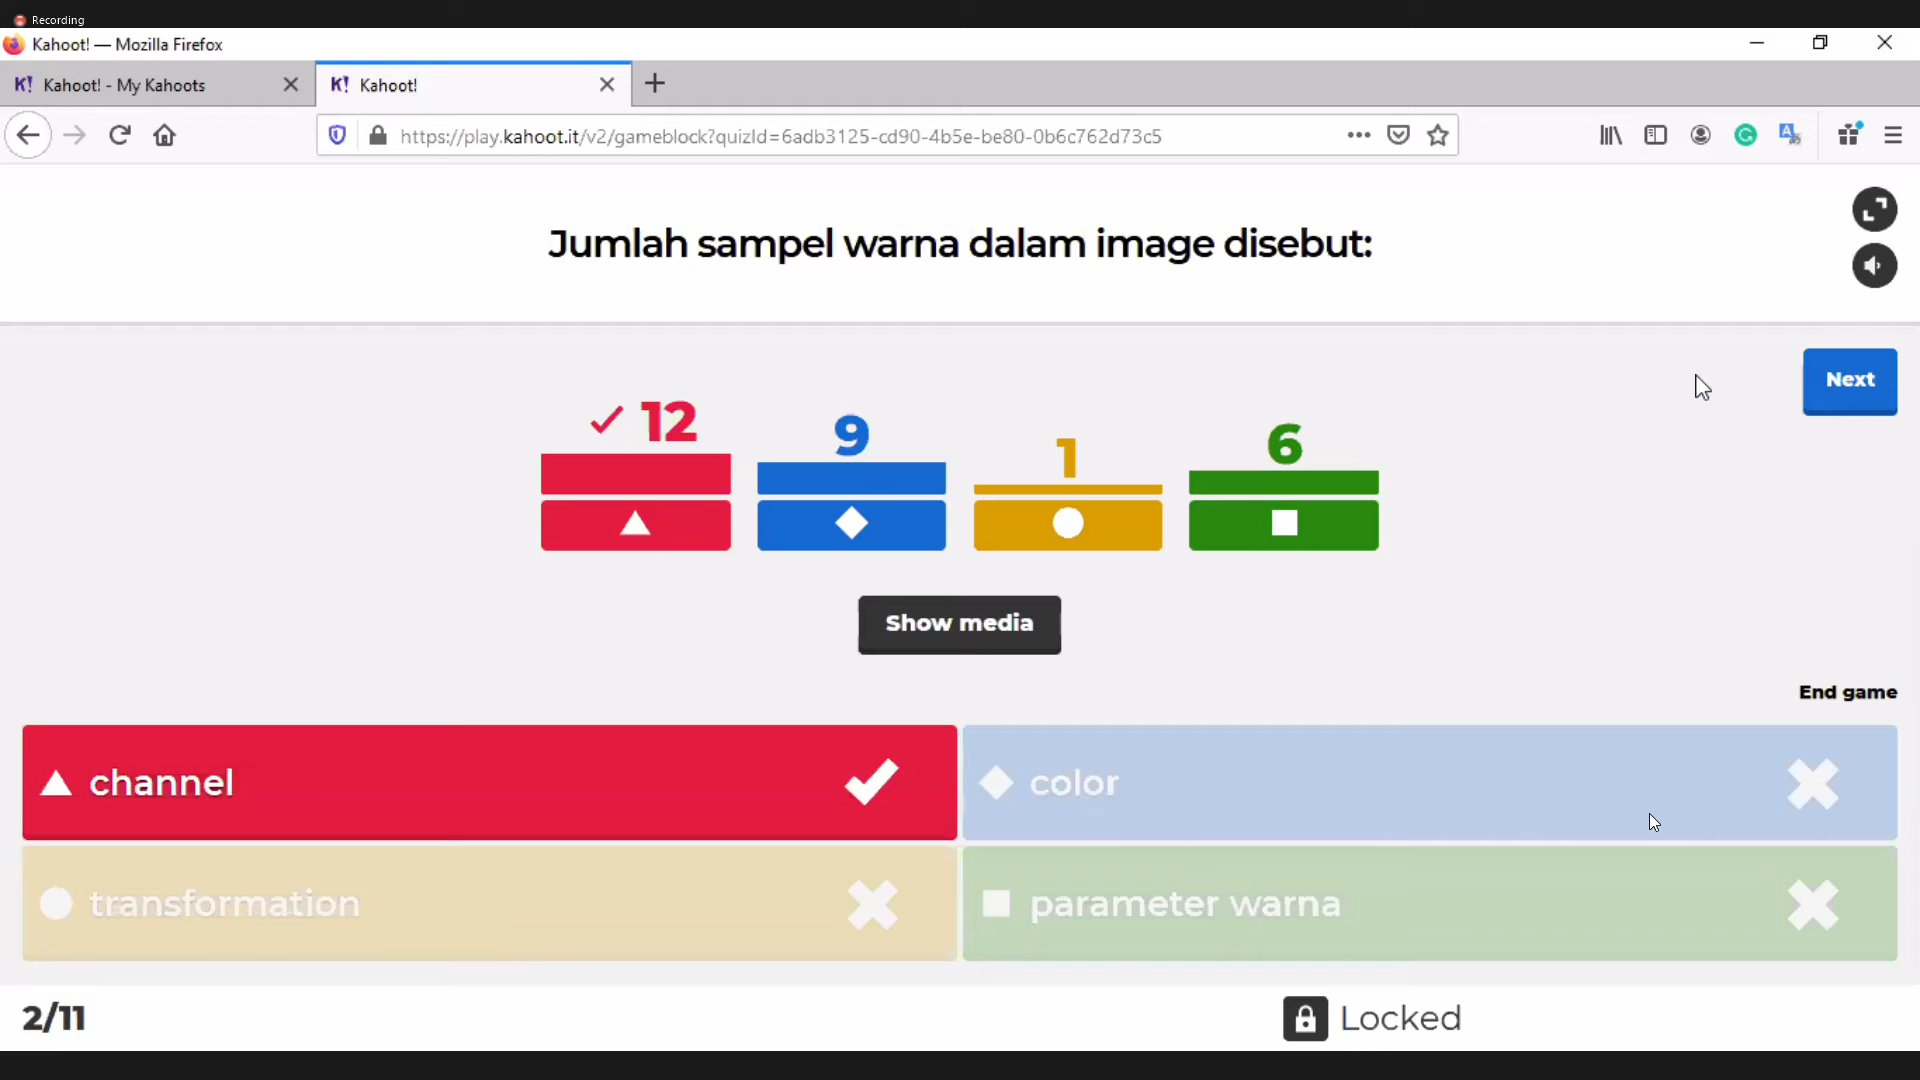 Recording
Kahoot! — Mozilla Firefox
K! Kahoot! - My Kahoots
K! Kahoot!
https://play.kahoot.it/v2/gameblock?quizId=6adb3125-cd90-4b5e-be80-0b6c762d73c5
Jumlah sampel warna dalam image disebut:
Next
12
9
1
6
Show media
End game
channel
color
transformation
parameter warna
2/11
Locked